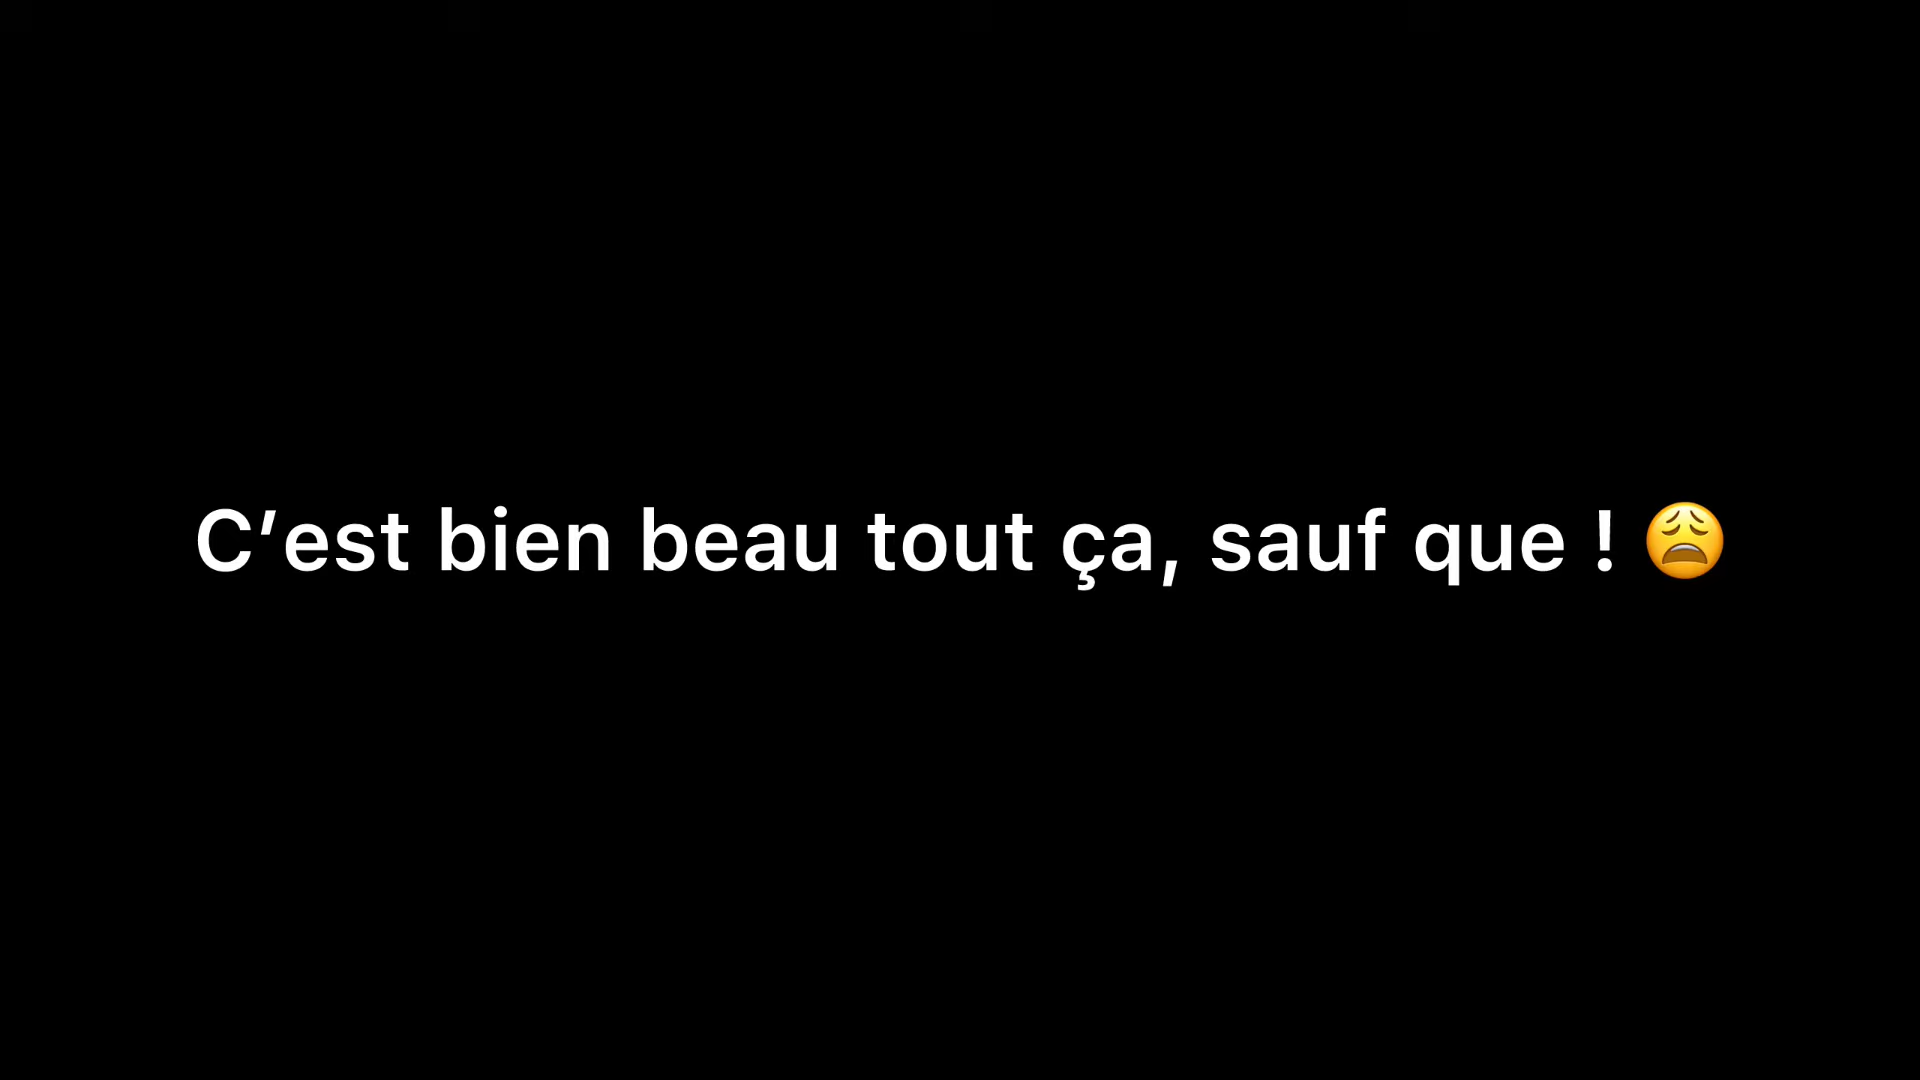 C’est bien beau tout ça, sauf que ! 😩